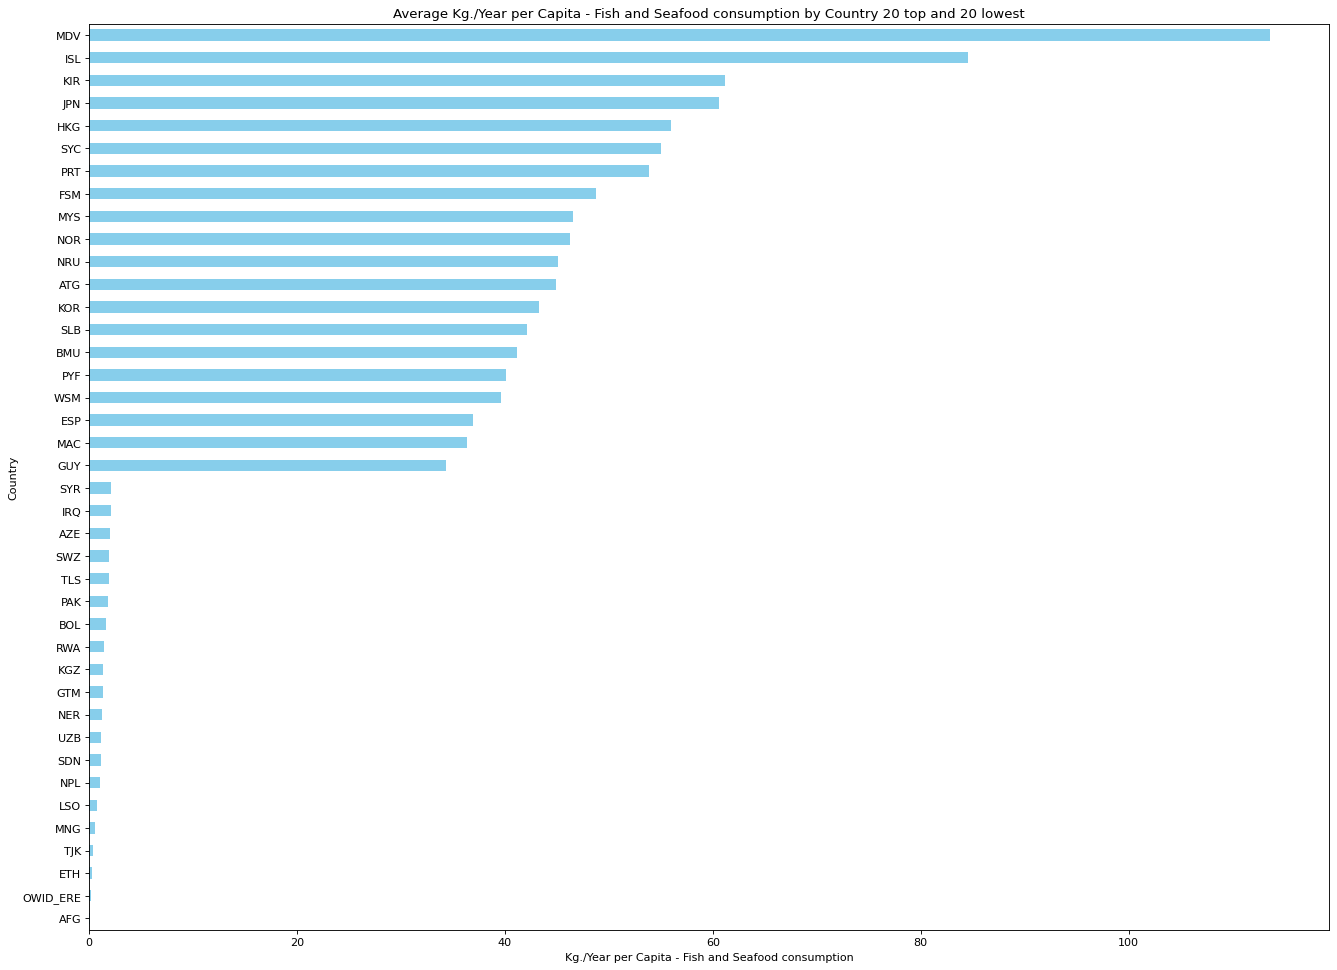 Average Kg./Year per Capita - Fish and Seafood consumption by Country 20 top and 20 lowest
MDV
ISL
KIR
JPN
HKG
SYC
PRT
FSM
MYS
NOR
NRU
ATG
KOR
SLB
BMU
PYF
WSM
ESP
MAC
GUY
SYR
IRQ
AZE
SWZ
TLS
PAK
BOL
RWA
KGZ
GTM
NER
UZB
SDN
NPL
LSO
MNG
TJK
ETH
OWID_ERE
AFG
Country
0 20 40 60 80 100
Kg./Year per Capita - Fish and Seafood consumption